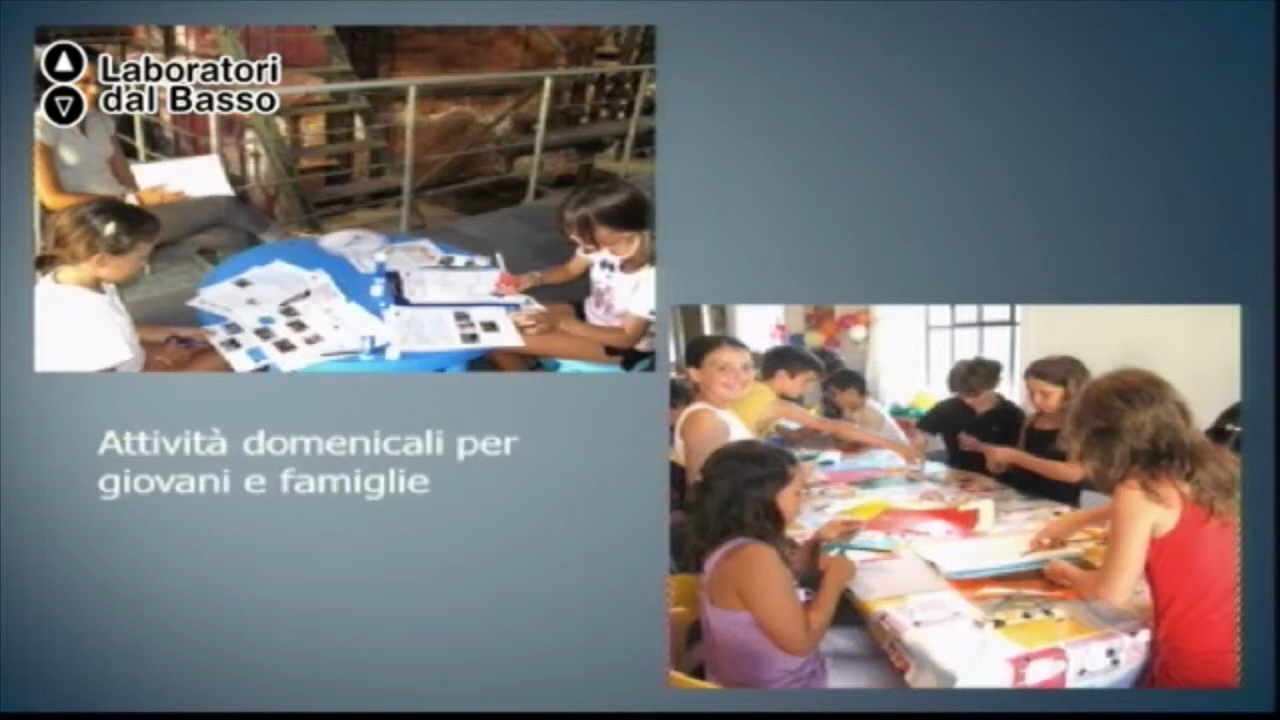 Laboratori
dal Basso
Attività domenicali per
giovani e famiglie